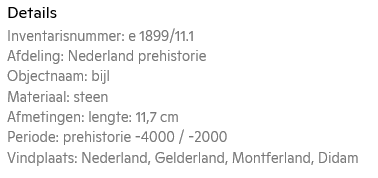 Details
Inventarisnummer: e 1899/11.1
Afdeling: Nederland prehistorie
Objectnaam: bijl
Materiaal: steen
Afmetingen: lengte: 11,7 cm
Periode: prehistorie -4000 / -2000
Vindplaats: Nederland, Gelderland, Montferland, Didam